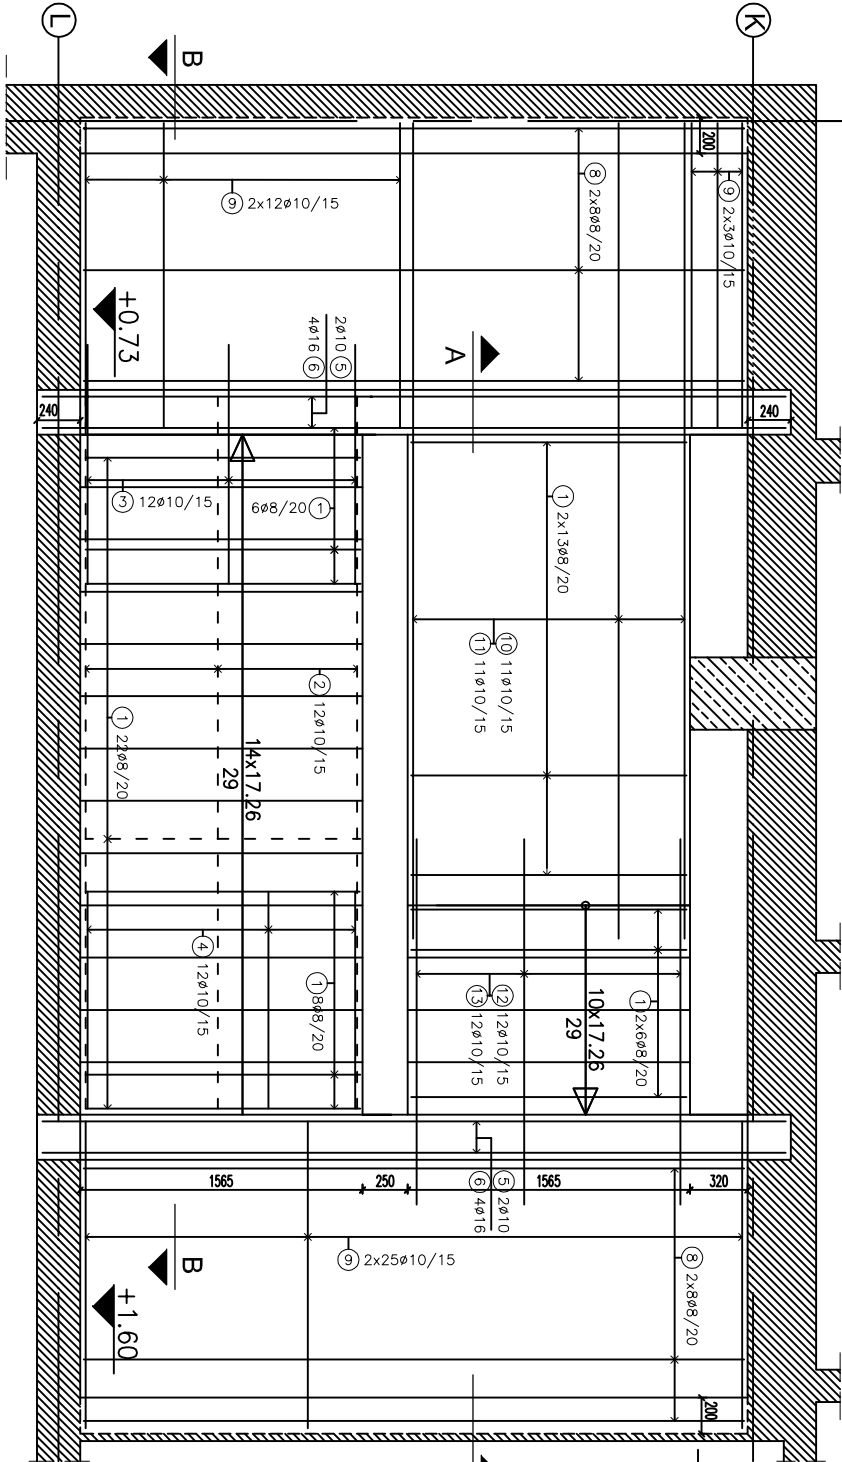 L
K
B
200
⑧ 2x8ø8/20
⑨ 2x3ø10/15
⑨ 2x12ø10/15
+0.73
2ø10 ⑤
4ø16 ⑥
A
240
240
③ 12ø10/15
6ø8/20 ①
① 2x13ø8/20
⑩ 11ø10/15
⑪ 11ø10/15
② 12ø10/15
① 22ø8/20
14x17.26
29
④ 12ø10/15
① 8ø8/20
⑫ 12ø10/15
⑬ 12ø10/15
10x17.26
29
① 2x6ø8/20
1565
250
1565
320
⑤ 2ø10
⑥ 4ø16
B
⑨ 2x25ø10/15
⑧ 2x8ø8/20
+1.60
200